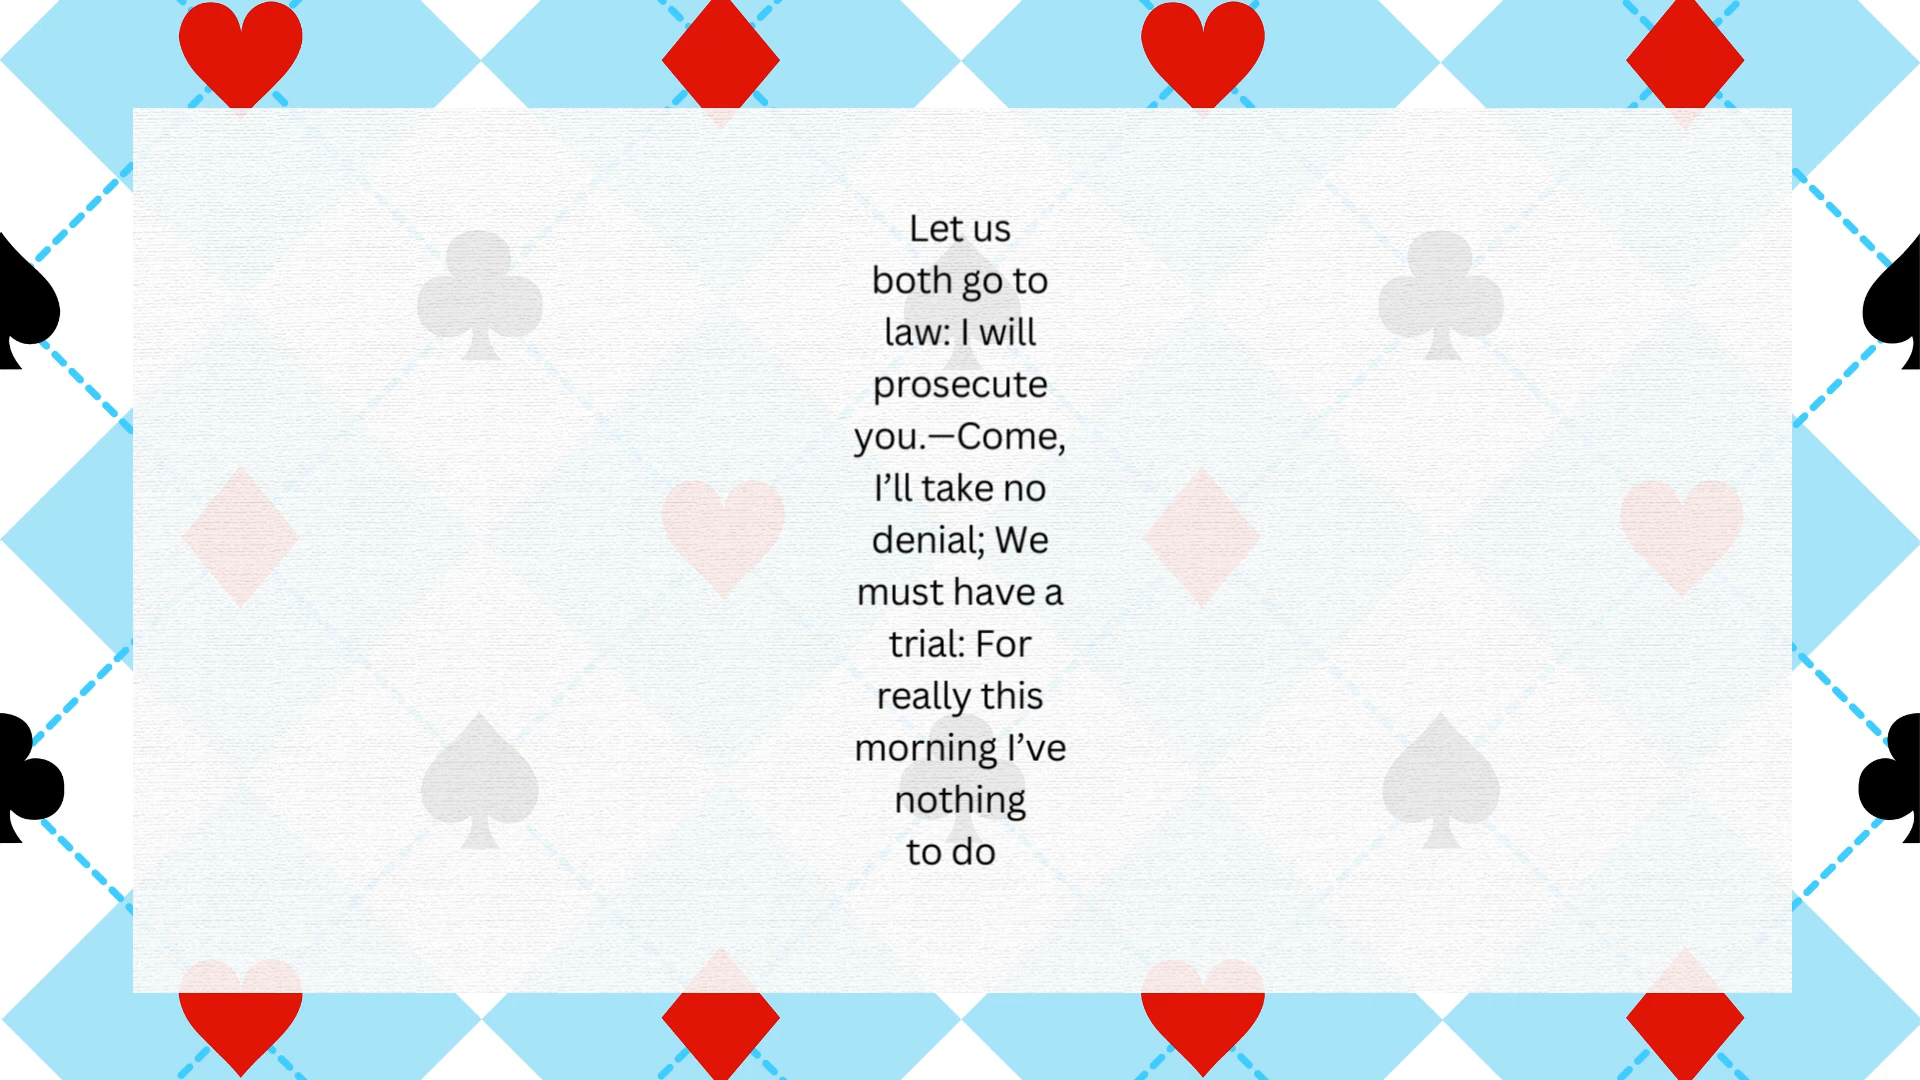 Let us
both go to
law: I will
prosecute
you.—Come,
I’ll take no
denial; We
must have a
trial: For
really this
morning I’ve
nothing
to do